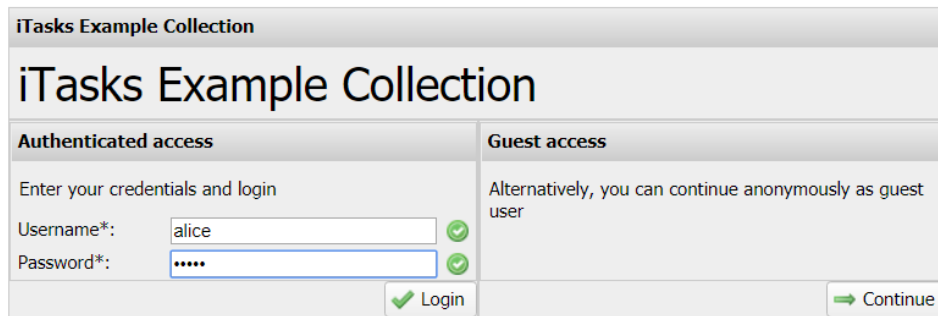 iTasks Example Collection
iTasks Example Collection
Authenticated access
Enter your credentials and login
Username*: alice
Password*: •••••
Login
Guest access
Alternatively, you can continue anonymously as guest
user
Continue